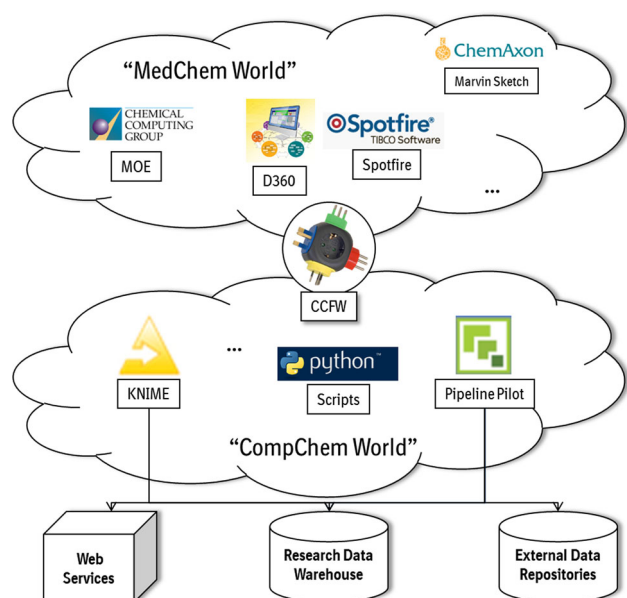 ChemAxon
Marvin Sketch
“MedChem World”
CHEMICAL
COMPUTING
GROUP
MOE
D360
Spotfire®
TIBCO Software
Spotfire
...
CCFW
KNIME
...
python™
Scripts
Pipeline Pilot
“CompChem World”
Web
Services
Research Data
Warehouse
External Data
Repositories